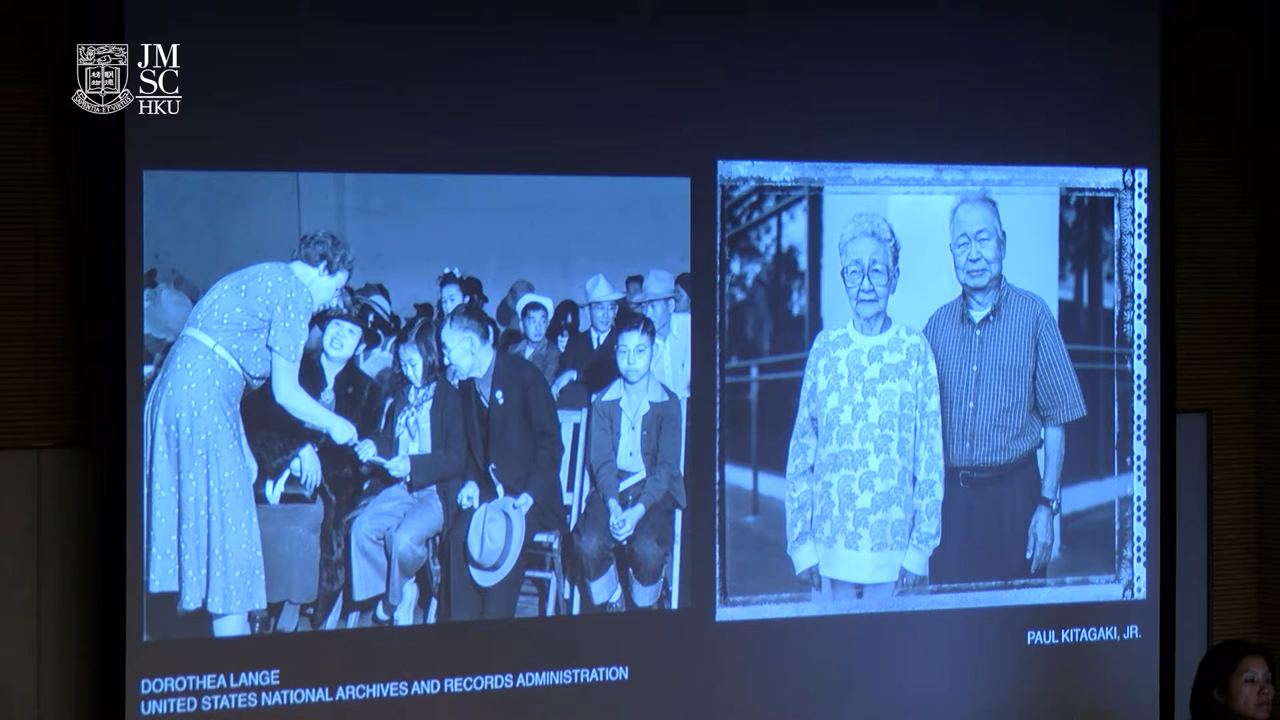 JM
SC
HKU
DOROTHEA LANGE
UNITED STATES NATIONAL ARCHIVES AND RECORDS ADMINISTRATION
PAUL KITAGAKI, JR.